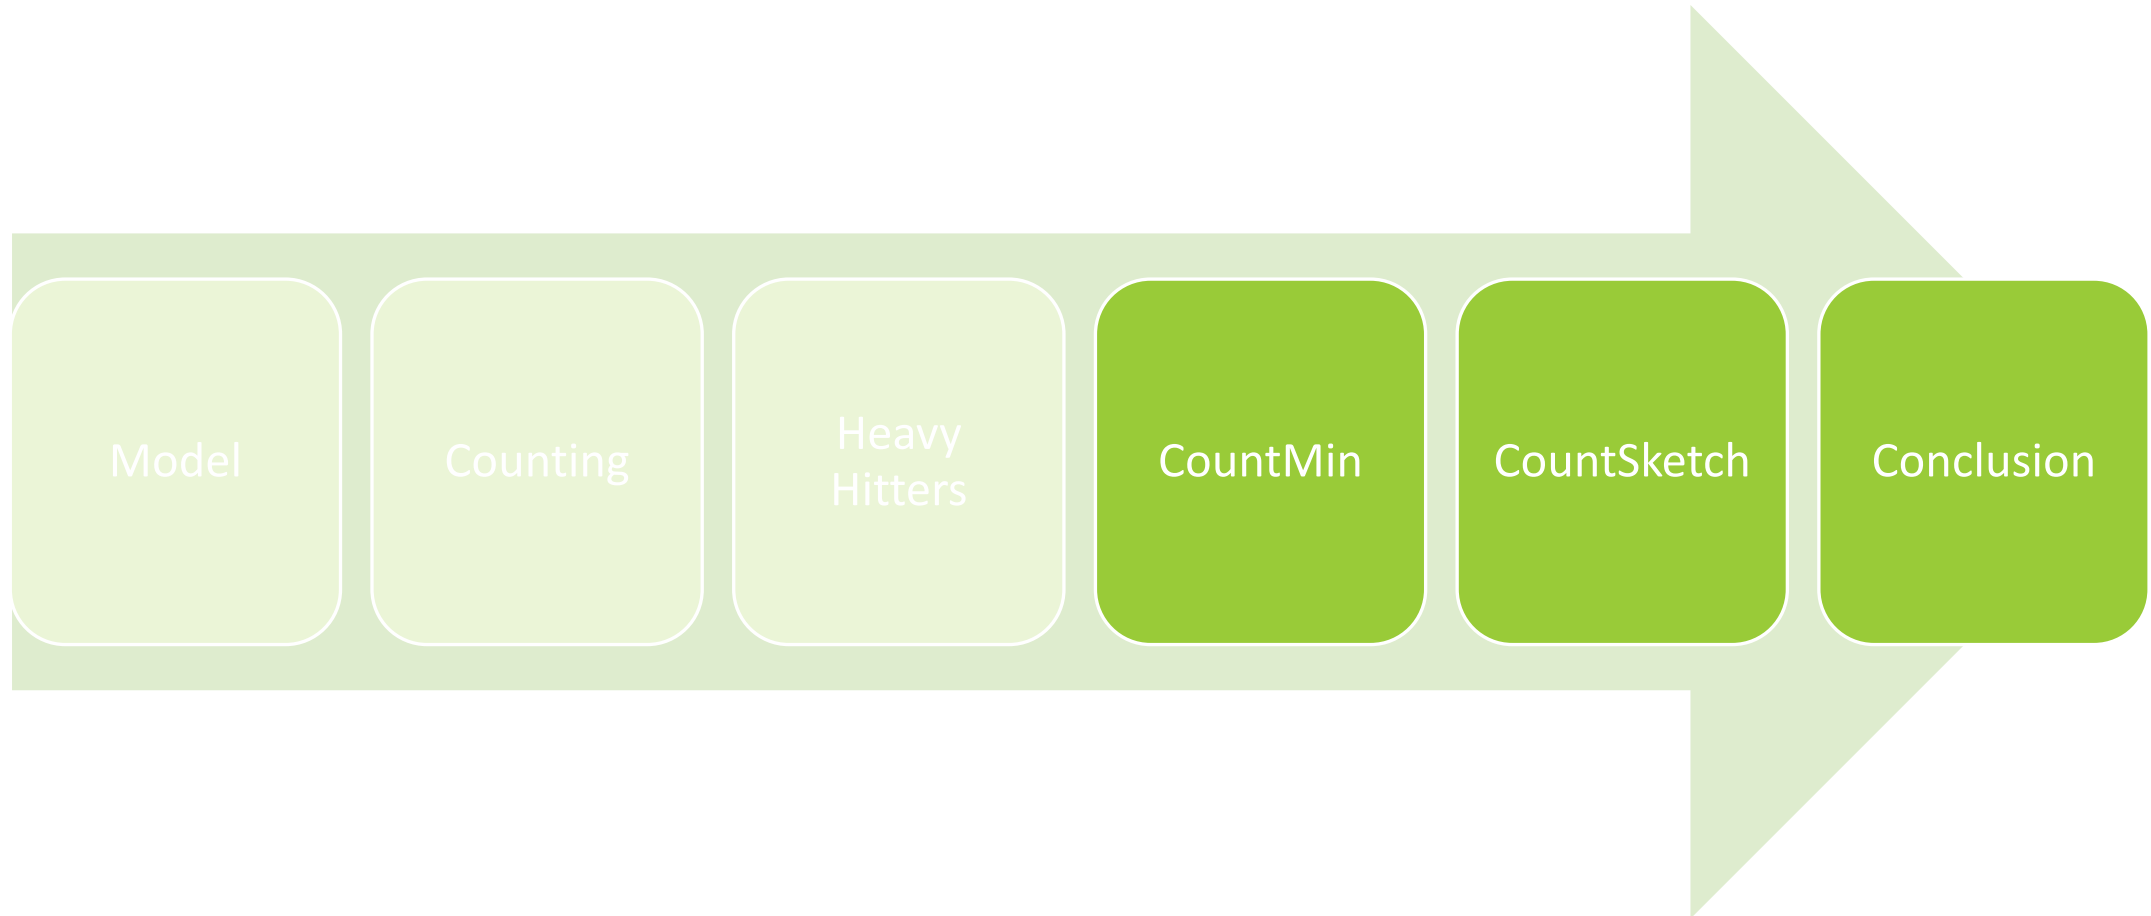 Model
Counting
Heavy
Hitters
CountMin
CountSketch
Conclusion